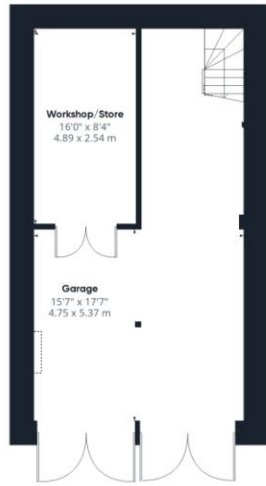 Workshop/Store
16'0" x 8'4"
4.89 x 2.54 m
Garage
15'7" x 17'7"
4.75 x 5.37 m